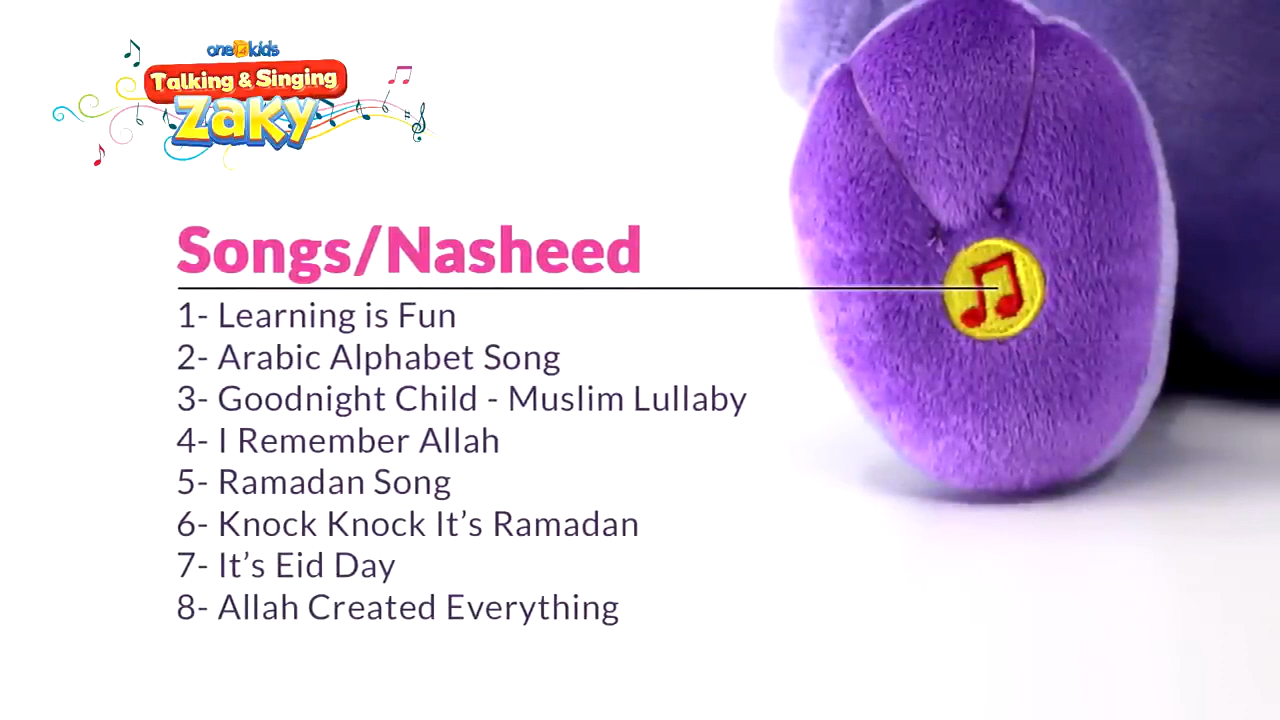 one4kids
Talking & Singing
Zaky
Songs/Nasheed
1- Learning is Fun
2- Arabic Alphabet Song
3- Goodnight Child - Muslim Lullaby
4- I Remember Allah
5- Ramadan Song
6- Knock Knock It’s Ramadan
7- It’s Eid Day
8- Allah Created Everything